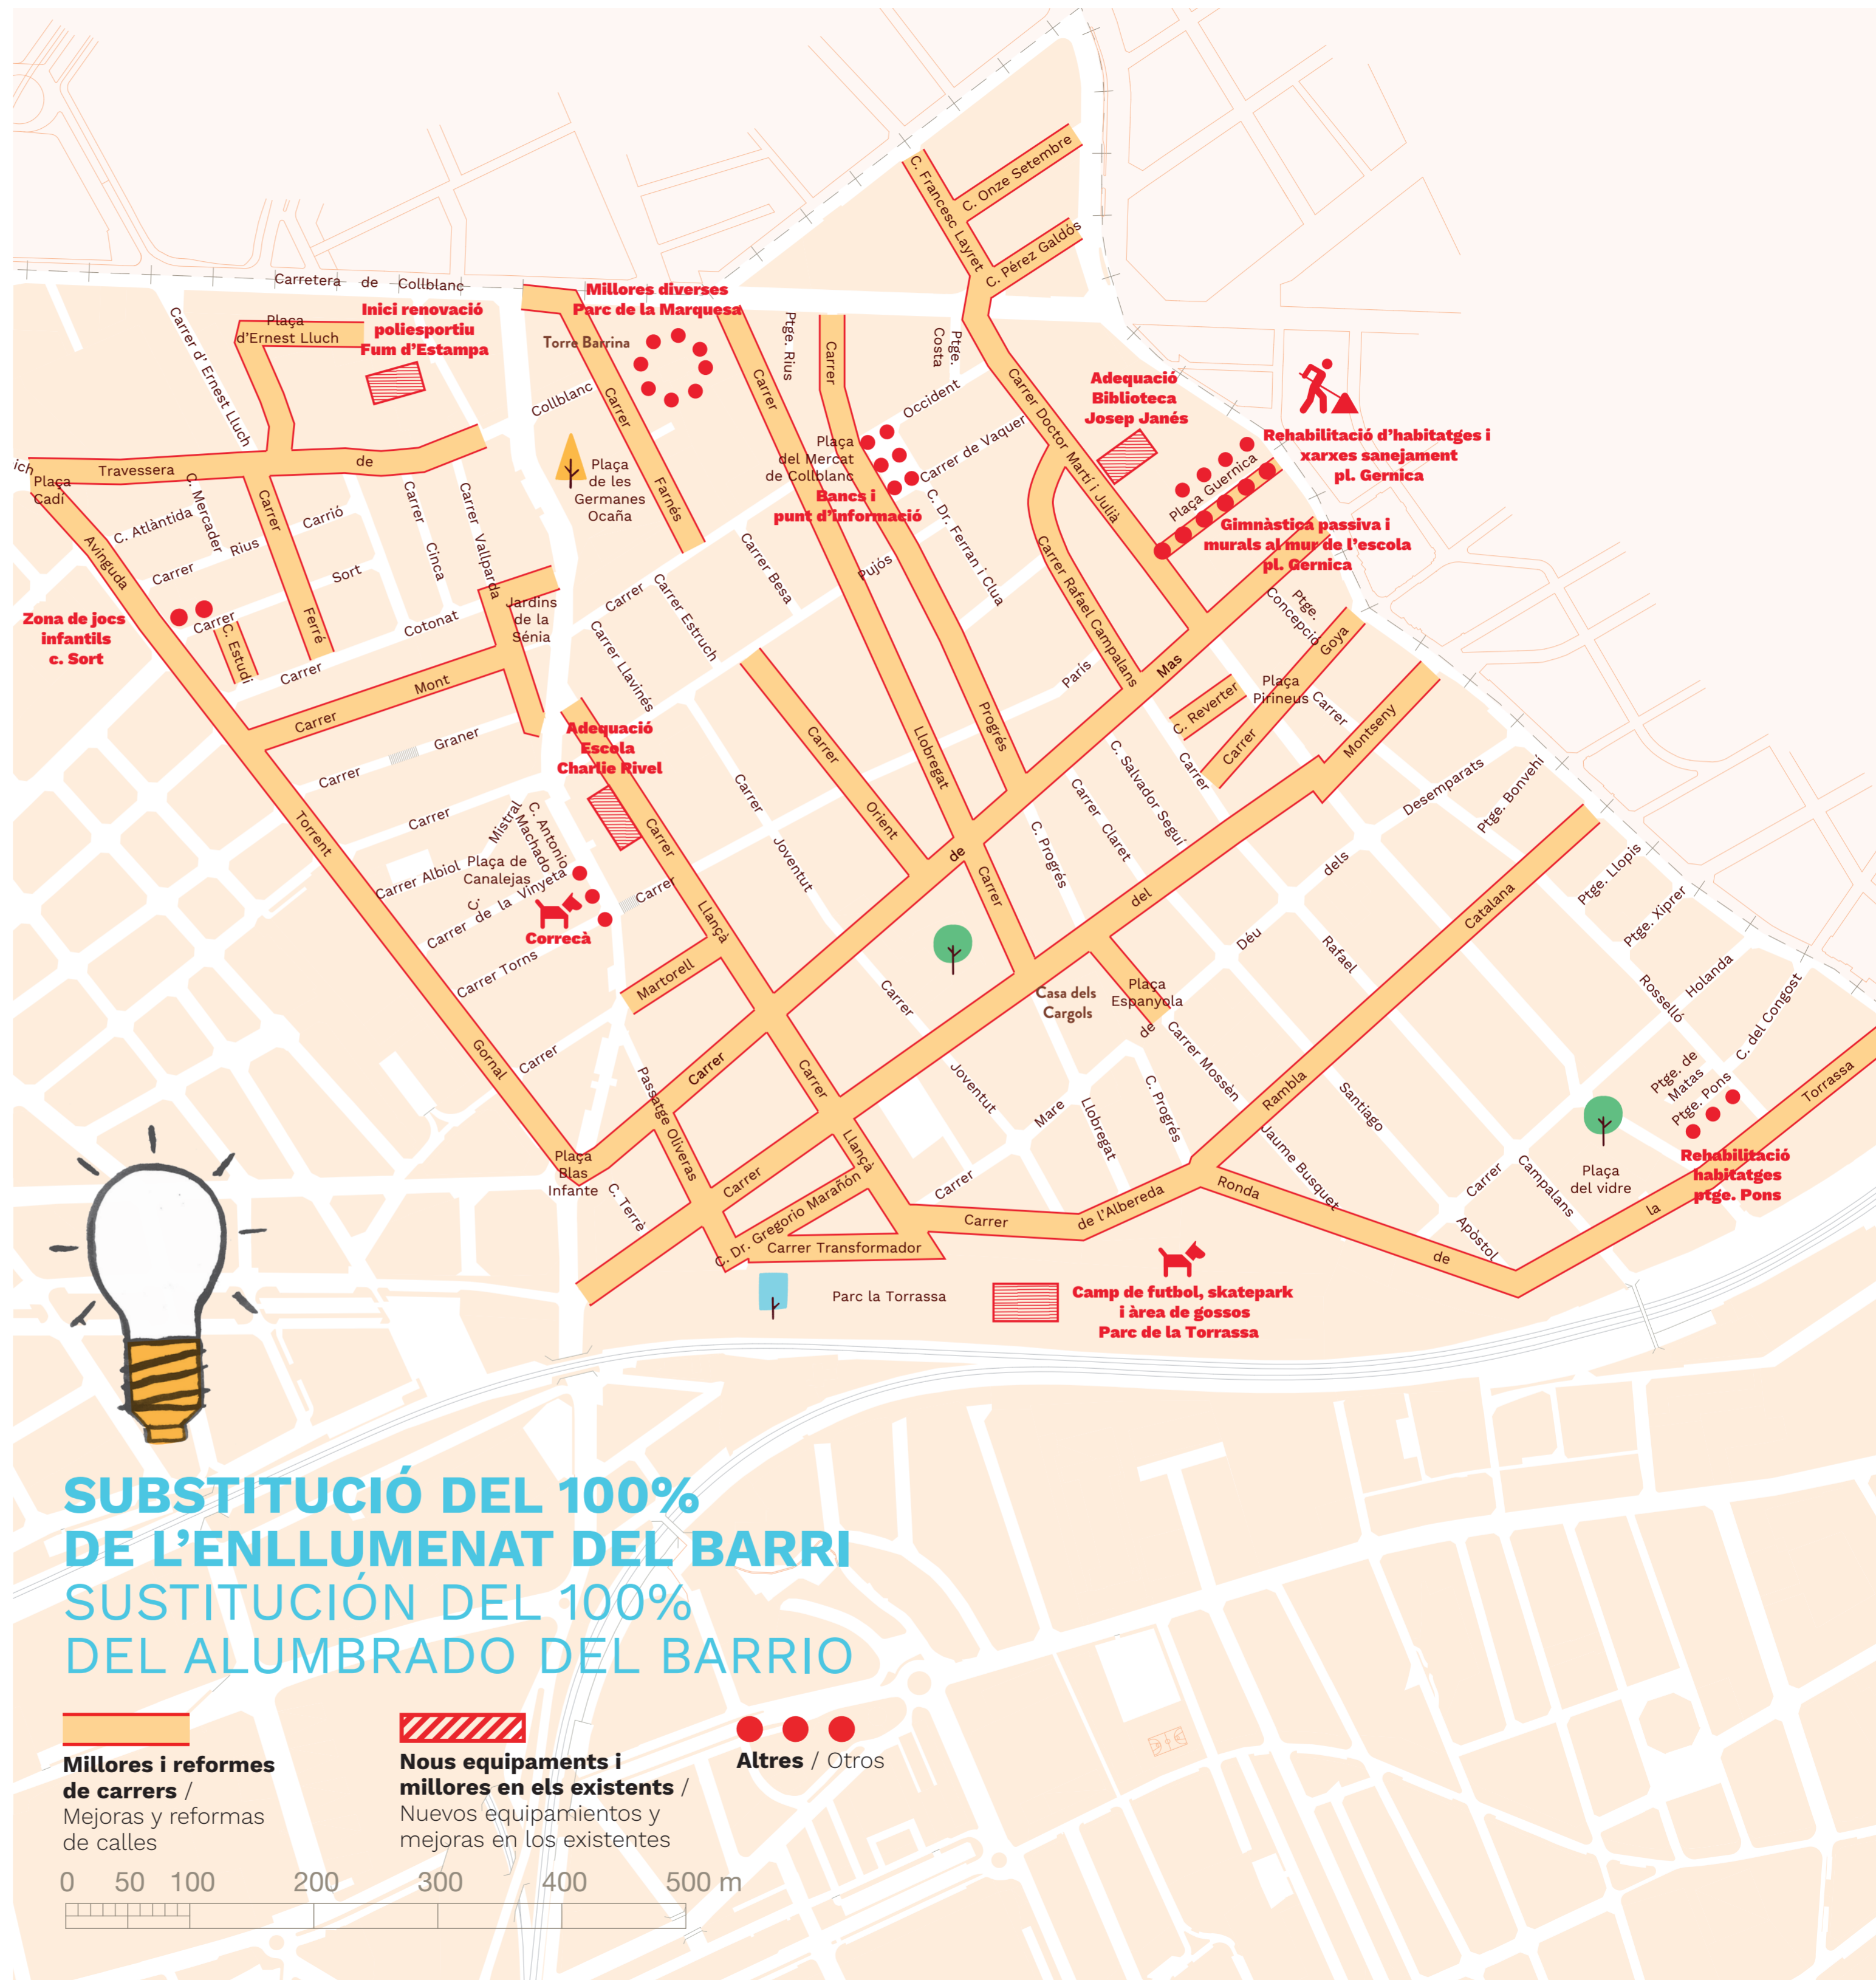 C. Onze Setembre
C. Francesc Layret
C. Pérez Galdós
Carretera de Collblanc
Inici renovació
poliesportiu
Fum d'Estampa
Millores diverses
Parc de la Marquesa
Plaça
d'Ernest Lluch
Carrer d'Ernest Lluch
Torre Barrina
Collblanc
Carrer
Farnés
Ptge. Rius
Carrer
Carrer
Ptge.
Costa
Occident
Carrer de Vaquer
Carrer Doctor Martí i Julià
Adequació
Biblioteca
Josep Janés
Rehabilitació d'habitatges i
xarxes sanejament
pl. Gernica
Plaça Guernica
Gimnàstica passiva i
murals al mur de l'escola
pl. Gernica
Plaça
del Mercat
de Collblanc
Bancs i
punt d'informació
C. Dr. Ferran i Clua
Pujós
Plaça
de les
Germanes
Ocaña
ich
Travessera
de
Plaça
Cadí
C. Mercader
C. Atlàntida
Carrer
Rius
Carrer
Carrió
Sort
Carrer
Cinca
Carrer Vallparda
Avinguda
Zona de jocs
infantils
c. Sort
Carrer
C. Estudi
Ferré
Cotonat
Carrer
Jardins
de la
Sénia
Carrer
Mont
Carrer
Carrer Estruch
Carrer Besa
Carrer Llavinés
Carrer Rafael Campalans
Ptge.
Concepció
Goya
Mas
París
Plaça
Pirineus
Carrer
C. Reverter
Carrer
Carrer
Montseny
Graner
Carrer
Adequació
Escola
Charlie Rivel
Carrer
Orient
Llobregat
Progrés
C. Salvador Seguí
Carrer Claret
C. Progrés
Desemparats
Ptge. Bonvehí
dels
Torrent
Carrer
Mistral
C.
C. Antonio
Machado
Carrer
Carrer
Joventut
de
Carrer
Carrer Albiol
Plaça de
Canalejas
Carrer de la Vinyeta
Correcà
Carrer
Llançà
Carrer Torns
Martorell
del
Déu
Rafael
Catalana
Ptge. Llopis
Ptge. Xiprer
Holanda
Rosselló
C. del Congost
Casa dels
Cargols
Plaça
Espanyola
de
Carrer Mossèn
Carrer
Gornal
Carrer
Carrer
Passatge Oliveras
Carrer
Joventut
Mare
Llobregat
C. Progrés
Rambla
Santiago
Jaume Busquet
Ptge. de
Matas
Ptge. Pons
Torrassa
Plaça
Blas
Infante
C. Terrè
Carrer
Llançà
C. Dr. Gregorio Marañón
Carrer Transformador
Carrer
Carrer
de l'Albereda
Ronda
de
la
Carrer
Apòstol
Campalans
Plaça
del vidre
Rehabilitació
habitatges
ptge. Pons
Parc la Torrassa
Camp de futbol, skatepark
i àrea de gossos
Parc de la Torrassa
SUBSTITUCIÓ DEL 100%
DE L'ENLLUMENAT DEL BARRI
SUSTITUCIÓN DEL 100%
DEL ALUMBRADO DEL BARRIO
Millores i reformes
de carrers /
Mejoras y reformas
de calles
Nous equipaments i
millores en els existents /
Nuevos equipamientos y
mejoras en los existentes
Altres / Otros
0 50 100 200 300 400 500 m